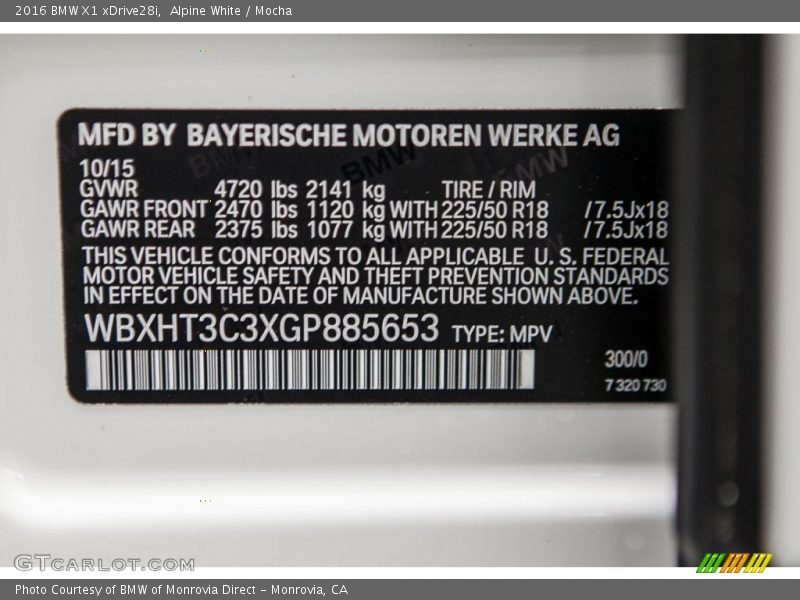 2016 BMW X1 xDrive28i, Alpine White / Mocha
MFD BY BAYERISCHE MOTOREN WERKE AG
10/15
GVWR 4720 lbs 2141 kg TIRE / RIM
GAWR FRONT 2470 lbs 1120 kg WITH 225/50 R18 /7.5Jx18
GAWR REAR 2375 lbs 1077 kg WITH 225/50 R18 /7.5Jx18
THIS VEHICLE CONFORMS TO ALL APPLICABLE U. S. FEDERAL
MOTOR VEHICLE SAFETY AND THEFT PREVENTION STANDARDS
IN EFFECT ON THE DATE OF MANUFACTURE SHOWN ABOVE.
WBXHT3C3XGP885653 TYPE: MPV
300/0
7 320 730
GTCARLOT.COM
Photo Courtesy of BMW of Monrovia Direct – Monrovia, CA